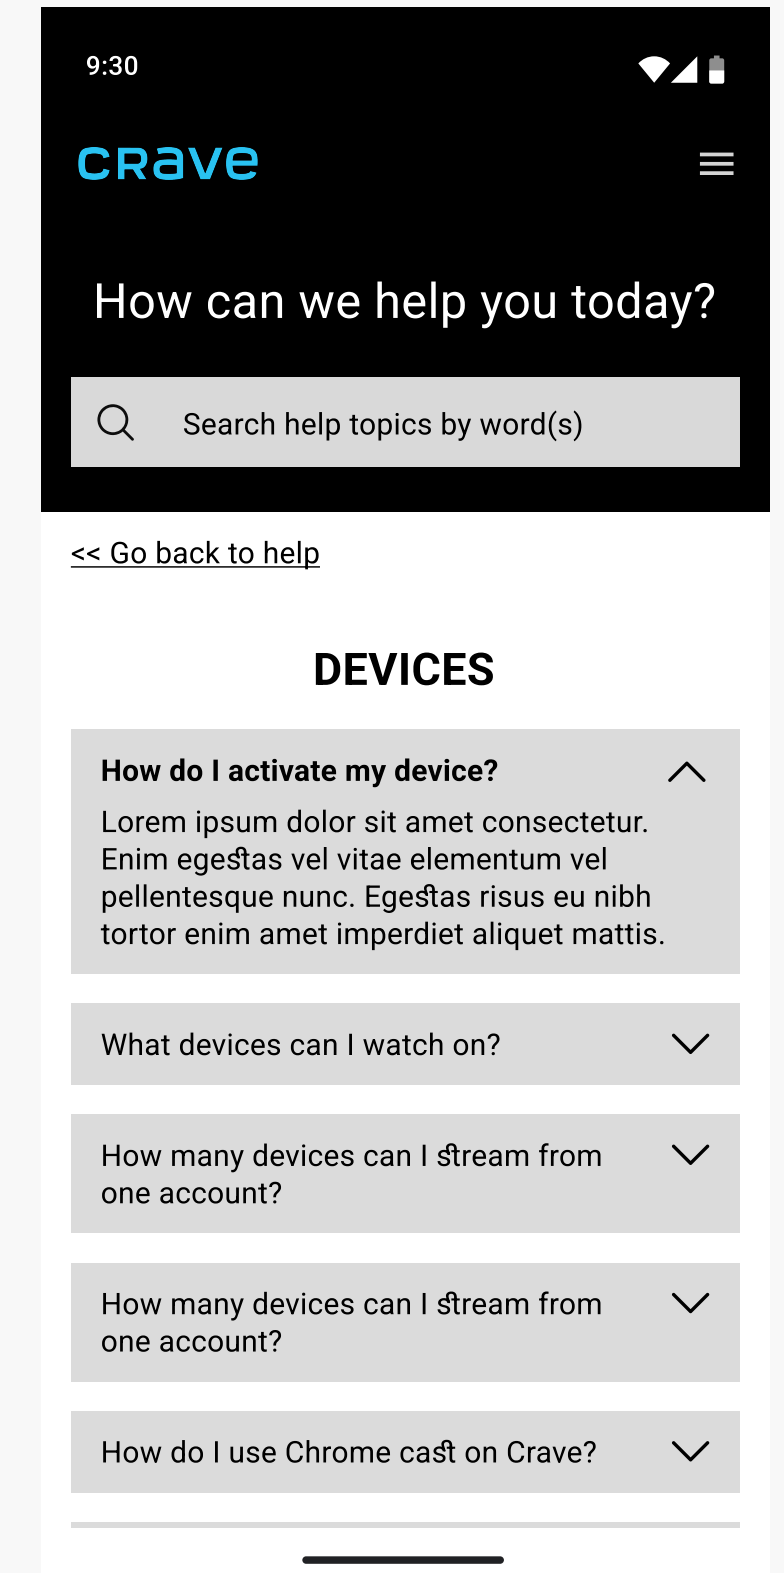 9:30
crave
How can we help you today?
Search help topics by word(s)
<< Go back to help
DEVICES
How do I activate my device?
Lorem ipsum dolor sit amet consectetur.
Enim egestas vel vitae elementum vel
pellentesque nunc. Egestas risus eu nibh
tortor enim amet imperdiet aliquet mattis.
What devices can I watch on?
How many devices can I stream from
one account?
How many devices can I stream from
one account?
How do I use Chrome cast on Crave?